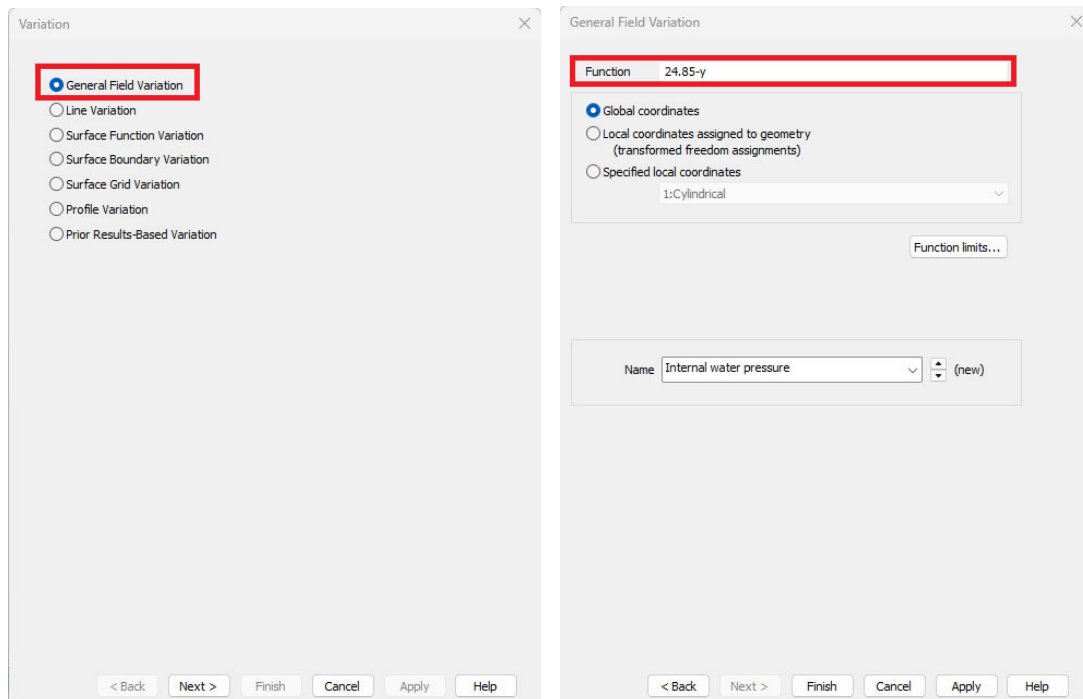 Variation
General Field Variation
Line Variation
Surface Function Variation
Surface Boundary Variation
Surface Grid Variation
Profile Variation
Prior Results-Based Variation
< Back
Next >
Finish
Cancel
Apply
Help
General Field Variation
Function 24.85-y
Global coordinates
Local coordinates assigned to geometry
(transformed freedom assignments)
Specified local coordinates
1:Cylindrical
Function limits...
Name Internal water pressure (new)
< Back
Next >
Finish
Cancel
Apply
Help